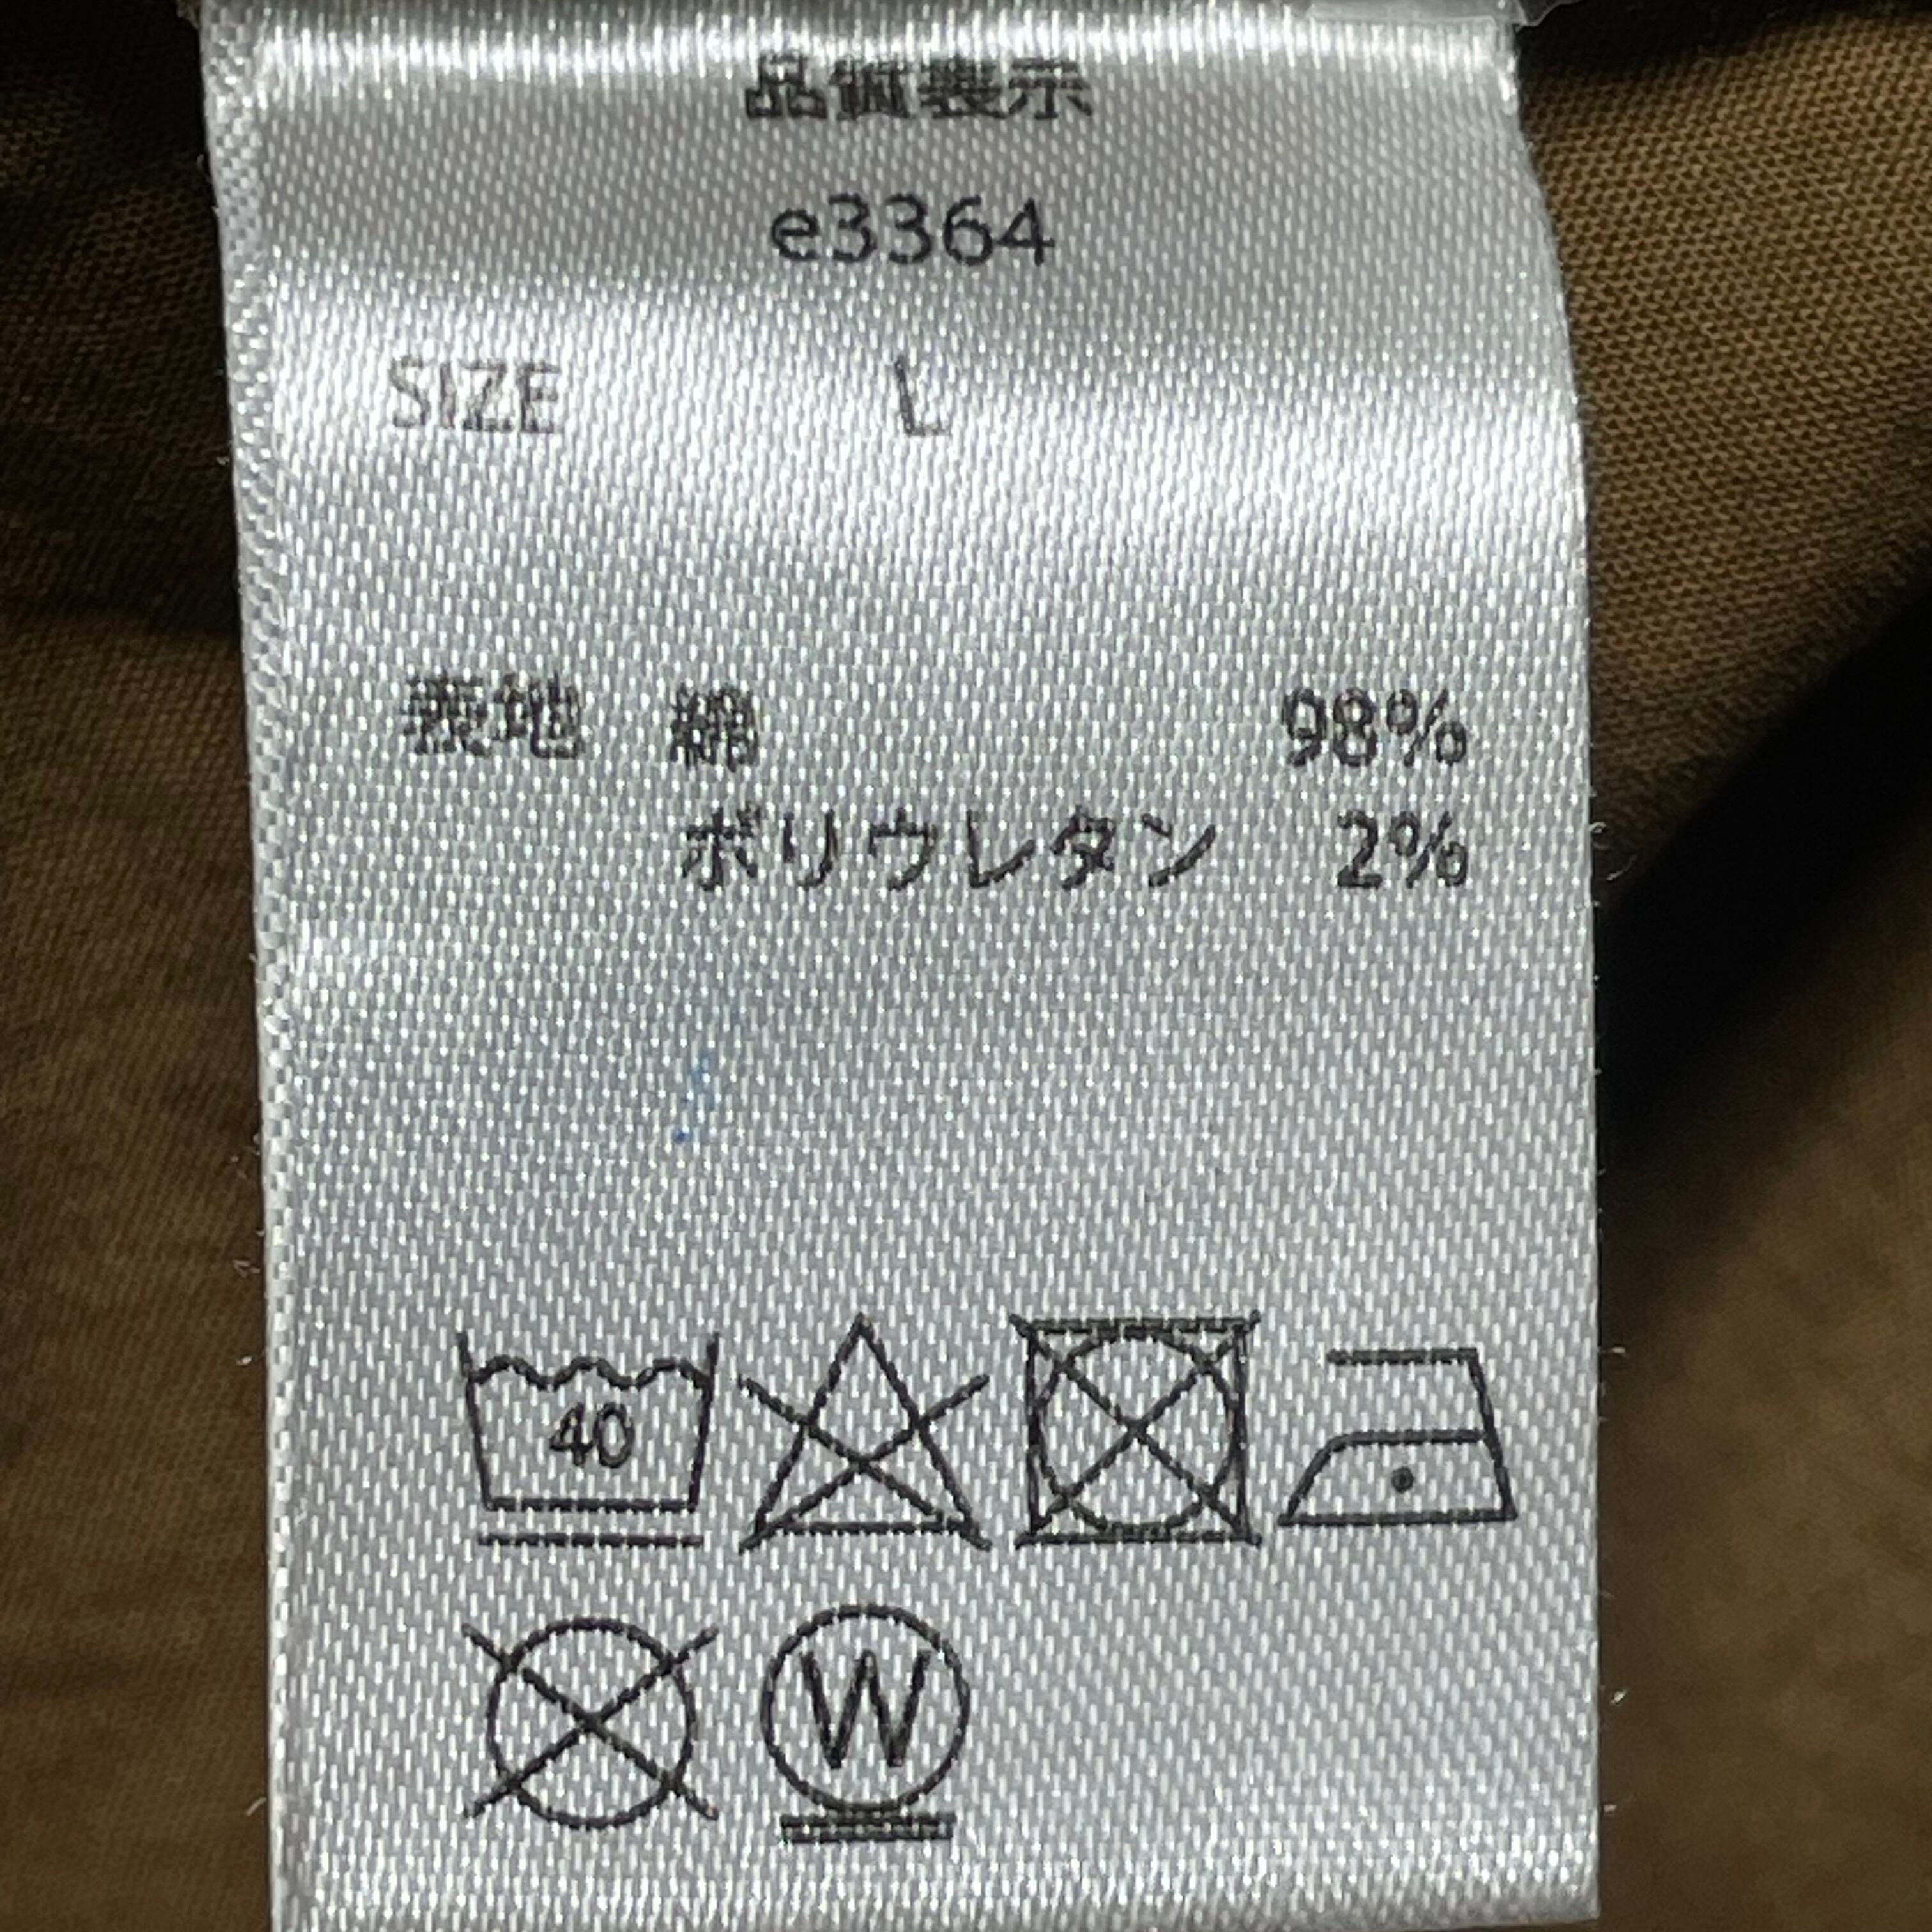 品質表示
e3364
SIZE L
表地 綿 98%
ポリウレタン 2%
40
W